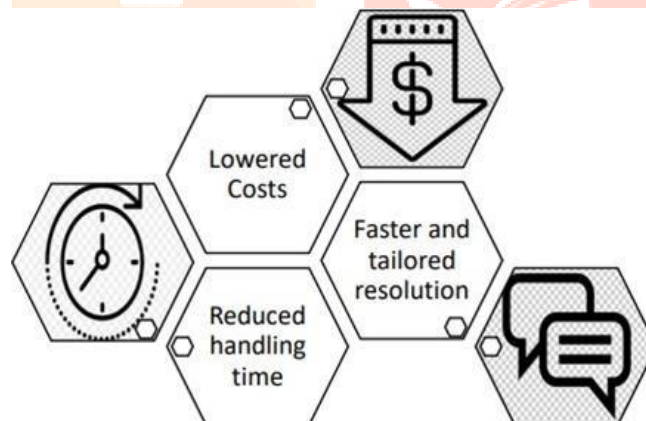 $
Lowered
Costs
Faster and
tailored
resolution
Reduced
handling
time